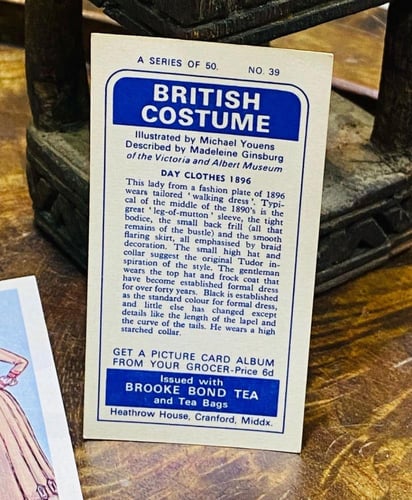 A SERIES OF 50. NO. 39
BRITISH
COSTUME
Illustrated by Michael Youens
Described by Madeleine Ginsburg
of the Victoria and Albert Museum
DAY CLOTHES 1896
This lady from a fashion plate of 1896
wears tailored 'walking dress'. Typi-
cal of the middle of the 1890's is the
great 'leg-of-mutton' sleeve, the tight
bodice, the small back frill (all that
remains of the bustle) and the smooth
flaring skirt, all emphasised by braid
decoration. The small high hat and
collar suggest the original Tudor in-
spiration of the style. The gentleman
wears the top hat and frock coat that
have become established formal dress
for over forty years. Black is established
as the standard colour for formal dress,
and little else has changed except
details like the length of the lapel and
the curve of the tails. He wears a high
starched collar.
GET A PICTURE CARD ALBUM
FROM YOUR GROCER-Price 6d
Issued with
BROOKE BOND TEA
and Tea Bags
Heathrow House, Cranford, Middx.